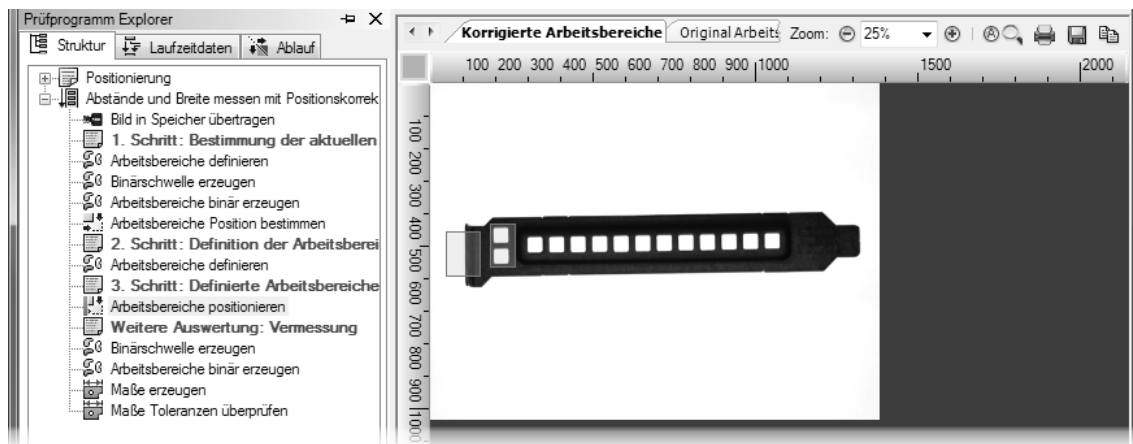 Prüfprogramm Explorer
Struktur Laufzeitdaten Ablauf
Positionierung
Abstände und Breite messen mit Positionskorrek
Bild in Speicher übertragen
1. Schritt: Bestimmung der aktuellen
Arbeitsbereiche definieren
Binärschwelle erzeugen
Arbeitsbereiche binär erzeugen
Arbeitsbereiche Position bestimmen
2. Schritt: Definition der Arbeitsberei
Arbeitsbereiche definieren
3. Schritt: Definierte Arbeitsbereiche
Arbeitsbereiche positionieren
Weitere Auswertung: Vermessung
Binärschwelle erzeugen
Arbeitsbereiche binär erzeugen
Maße erzeugen
Maße Toleranzen überprüfen
Korrigierte Arbeitsbereiche Original Arbeits Zoom: 25%
100 200 300 400 500 600 700 800 900 1000 1500 2000
100
200
300
400
500
600
700
800
900
1000